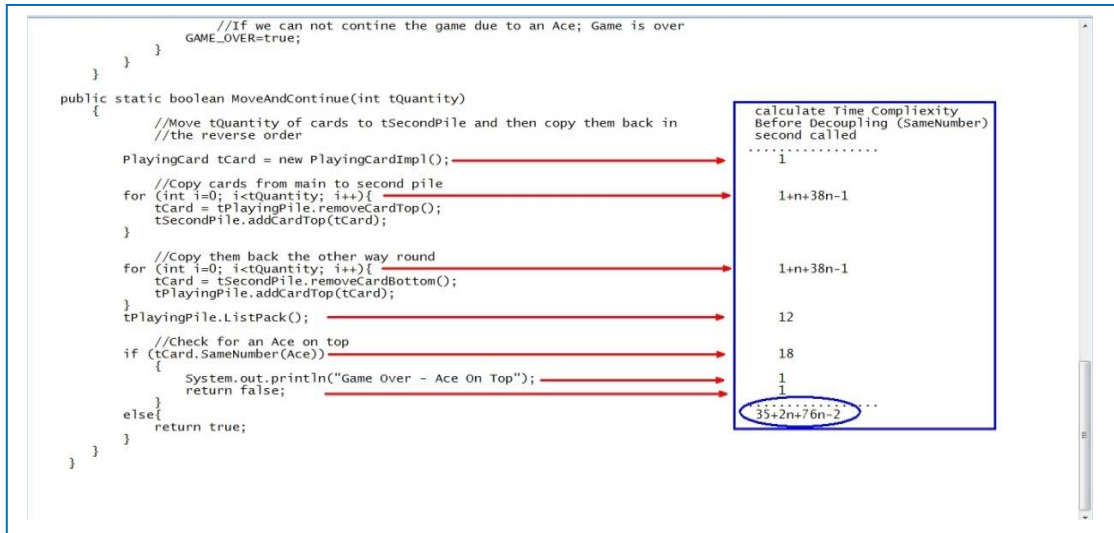 //If we can not contine the game due to an Ace; Game is over
GAME_OVER=true;
}
}
}
public static boolean MoveAndContinue(int tQuantity)
{
//Move tQuantity of cards to tSecondPile and then copy them back in
//the reverse order
PlayingCard tCard = new PlayingCardImpl();
//Copy cards from main to second pile
for (int i=0; i<tQuantity; i++){
tCard = tPlayingPile.removeCardTop();
tSecondPile.addCardTop(tCard);
}
//Copy them back the other way round
for (int i=0; i<tQuantity; i++){
tCard = tSecondPile.removeCardBottom();
tPlayingPile.addCardTop(tCard);
}
tPlayingPile.ListPack();
//Check for an Ace on top
if (tCard.SameNumber(Ace))
{
System.out.println("Game Over - Ace On Top");
return false;
}
else{
return true;
}
}
}
calculate Time Compliexity
Before Decoupling (SameNumber)
second called
.................
1
1+n+38n-1
1+n+38n-1
12
18
1
1
.................
35+2n+76n-2